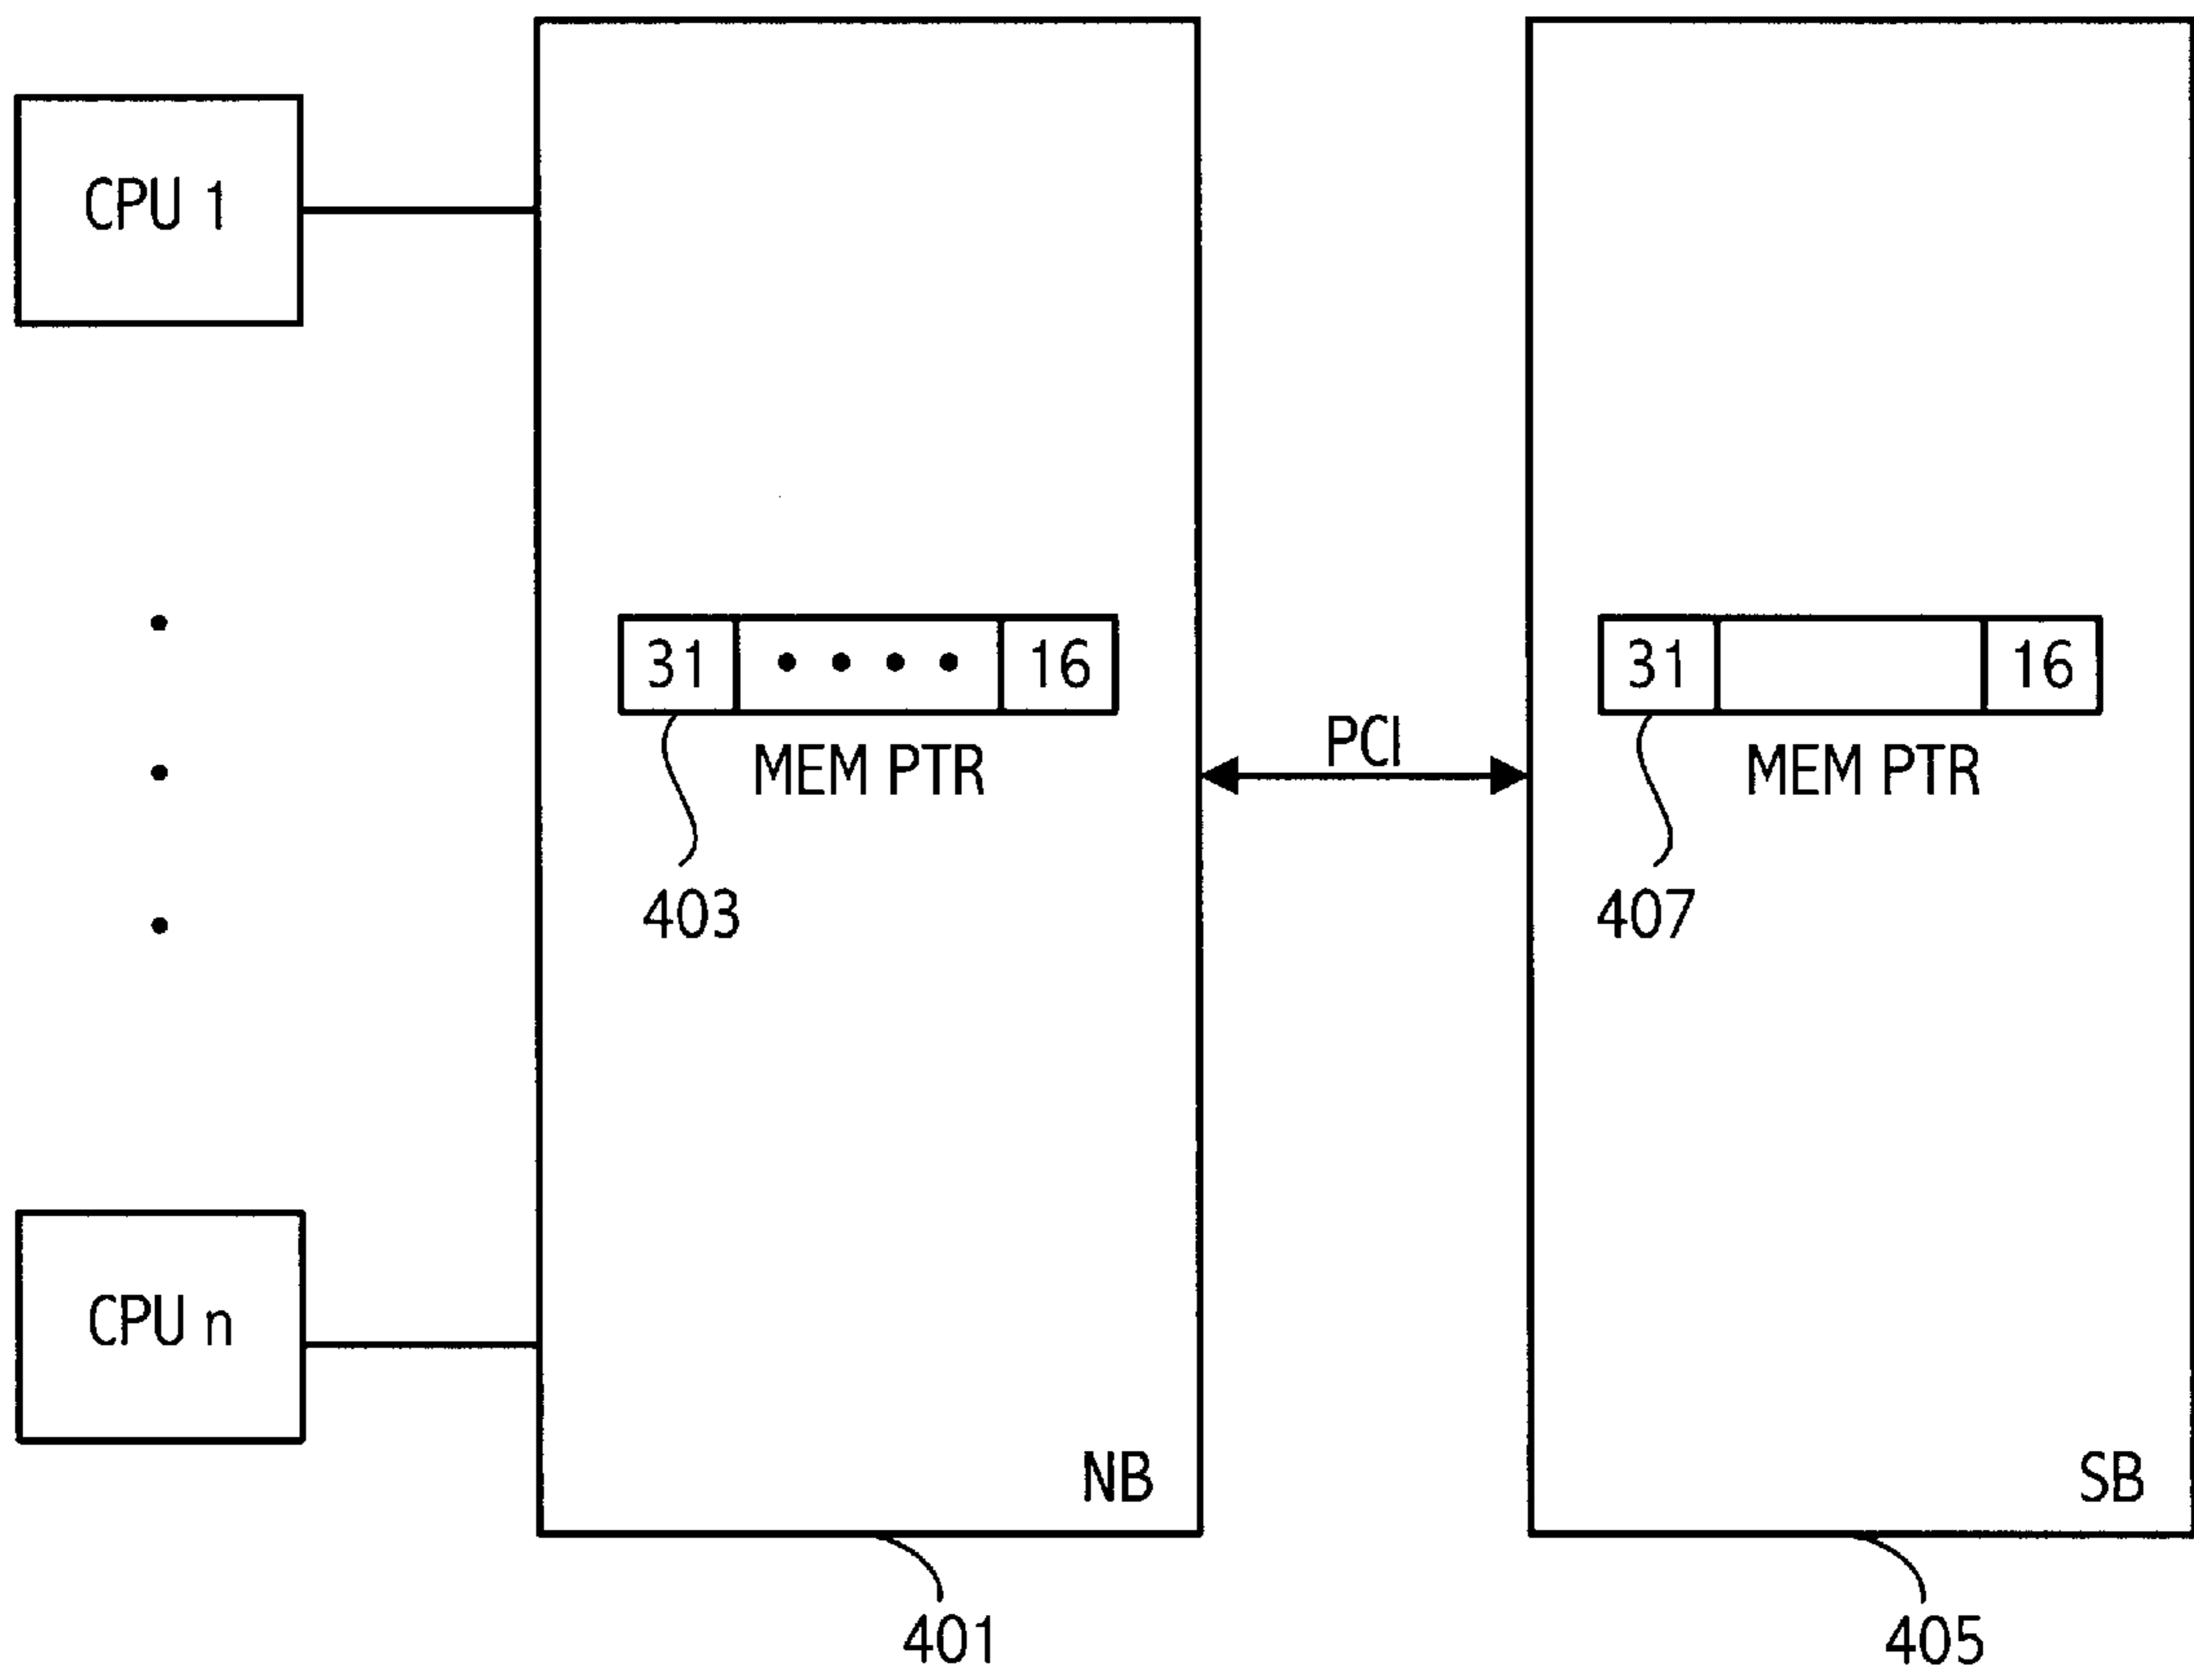 CPU 1
31 • • • • 16
MEM PTR
403
PCI
31 16
MEM PTR
407
CPU n
NB
SB
401
405